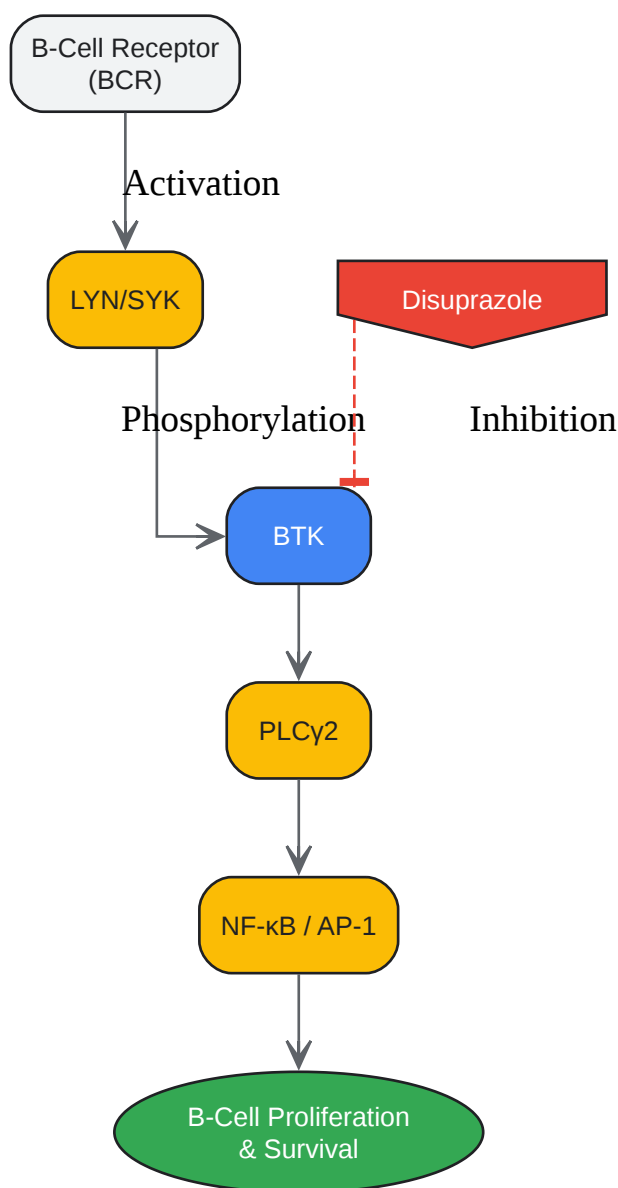 B-Cell Receptor
(BCR)
Activation
LYN/SYK
Disuprazole
Phosphorylation
Inhibition
BTK
PLCγ2
NF-κB / AP-1
B-Cell Proliferation
& Survival